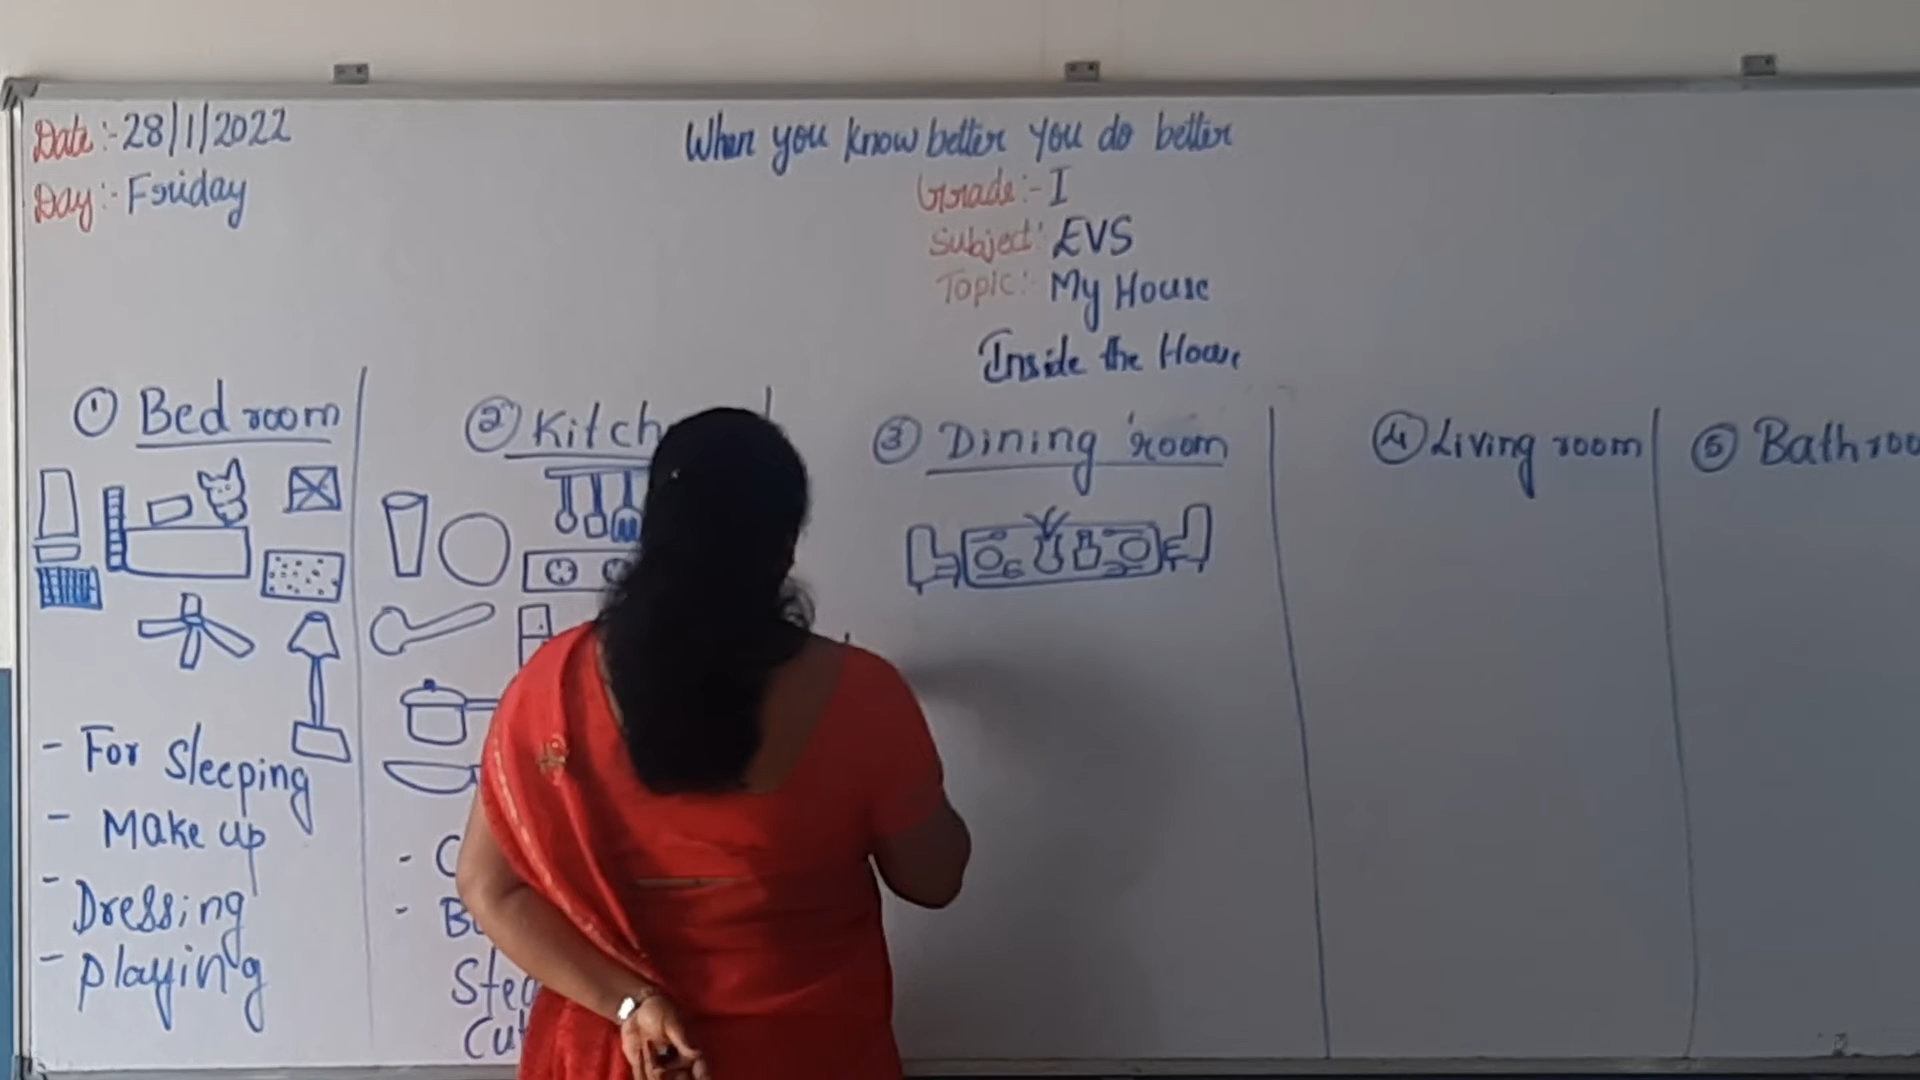 Date:-28/1/2022
Day:-Friday
When you know better you do better
Grade:-I
Subject: EVS
Topic:- My House
Inside the House
① Bed room
② Kitch
③ Dining room
④ Living room
⑤ Bathroo
- For Sleeping
- Make up
- Dressing
- playing